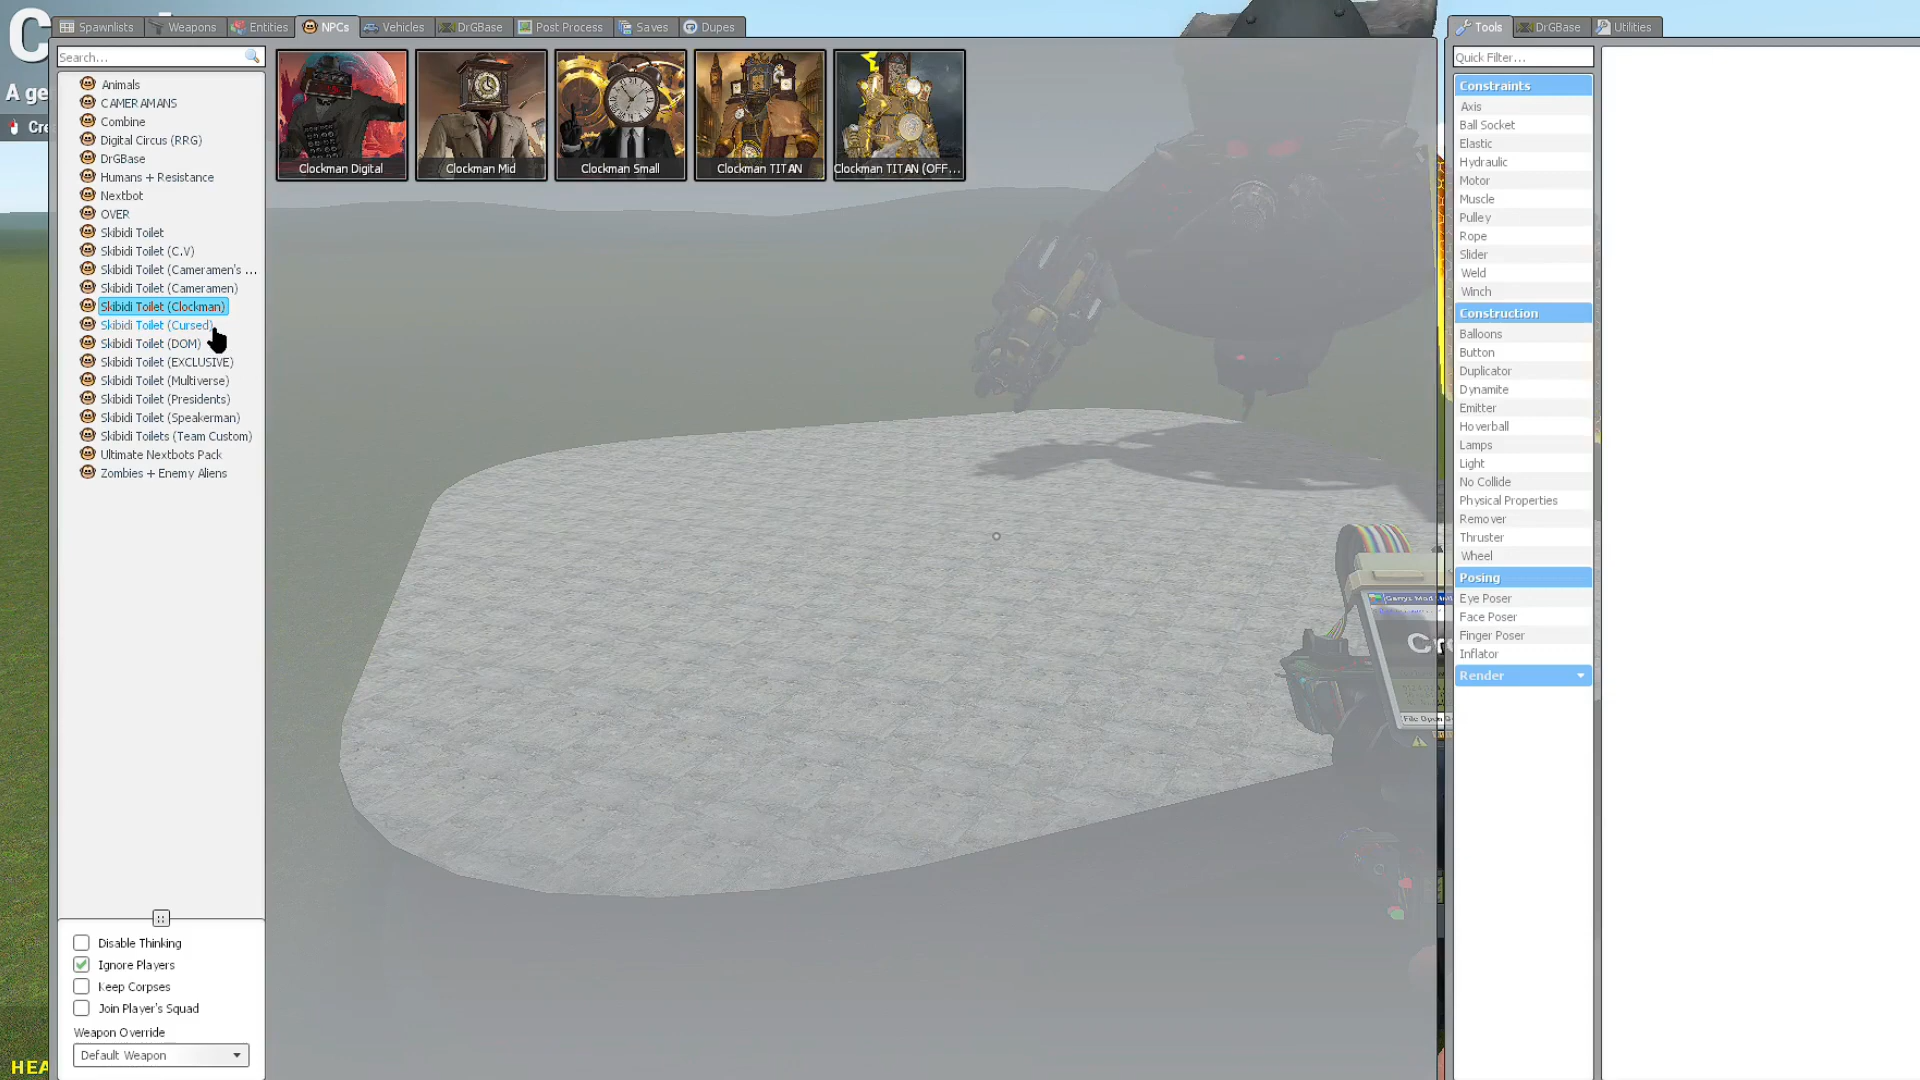 Spawnlists
Weapons
Entities
NPCs
Vehicles
DrGBase
Post Process
Saves
Dupes
Search...
Animals
CAMERAMANS
Combine
Digital Circus (RRG)
DrGBase
Humans + Resistance
Nextbot
OVER
Skibidi Toilet
Skibidi Toilet (C.V)
Skibidi Toilet (Cameramen's ...
Skibidi Toilet (Cameramen)
Skibidi Toilet (Clockman)
Skibidi Toilet (Cursed)
Skibidi Toilet (DOM)
Skibidi Toilet (EXCLUSIVE)
Skibidi Toilet (Multiverse)
Skibidi Toilet (Presidents)
Skibidi Toilet (Speakerman)
Skibidi Toilets (Team Custom)
Ultimate Nextbots Pack
Zombies + Enemy Aliens
Disable Thinking
Ignore Players
Keep Corpses
Join Player's Squad
Weapon Override
Default Weapon
Clockman Digital
Clockman Mid
Clockman Small
Clockman TITAN
Clockman TITAN (OFF...
Tools
DrGBase
Utilities
Quick Filter...
Constraints
Axis
Ball Socket
Elastic
Hydraulic
Motor
Muscle
Pulley
Rope
Slider
Weld
Winch
Construction
Balloons
Button
Duplicator
Dynamite
Emitter
Hoverball
Lamps
Light
No Collide
Physical Properties
Remover
Thruster
Wheel
Posing
Eye Poser
Face Poser
Finger Poser
Inflator
Render
C
A ge
Cre
HEA
Cr